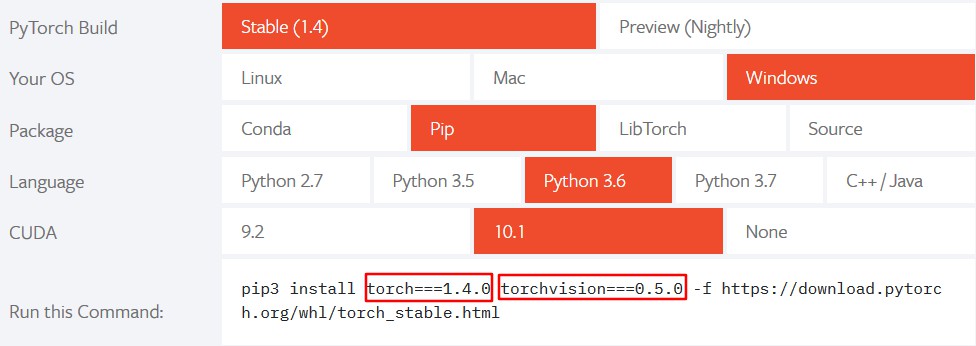 PyTorch Build Stable (1.4) Preview (Nightly)
Your OS Linux Mac Windows
Package Conda Pip LibTorch Source
Language Python 2.7 Python 3.5 Python 3.6 Python 3.7 C++ / Java
CUDA 9.2 10.1 None
Run this Command: pip3 install torch===1.4.0 torchvision===0.5.0 -f https://download.pytorc
h.org/whl/torch_stable.html